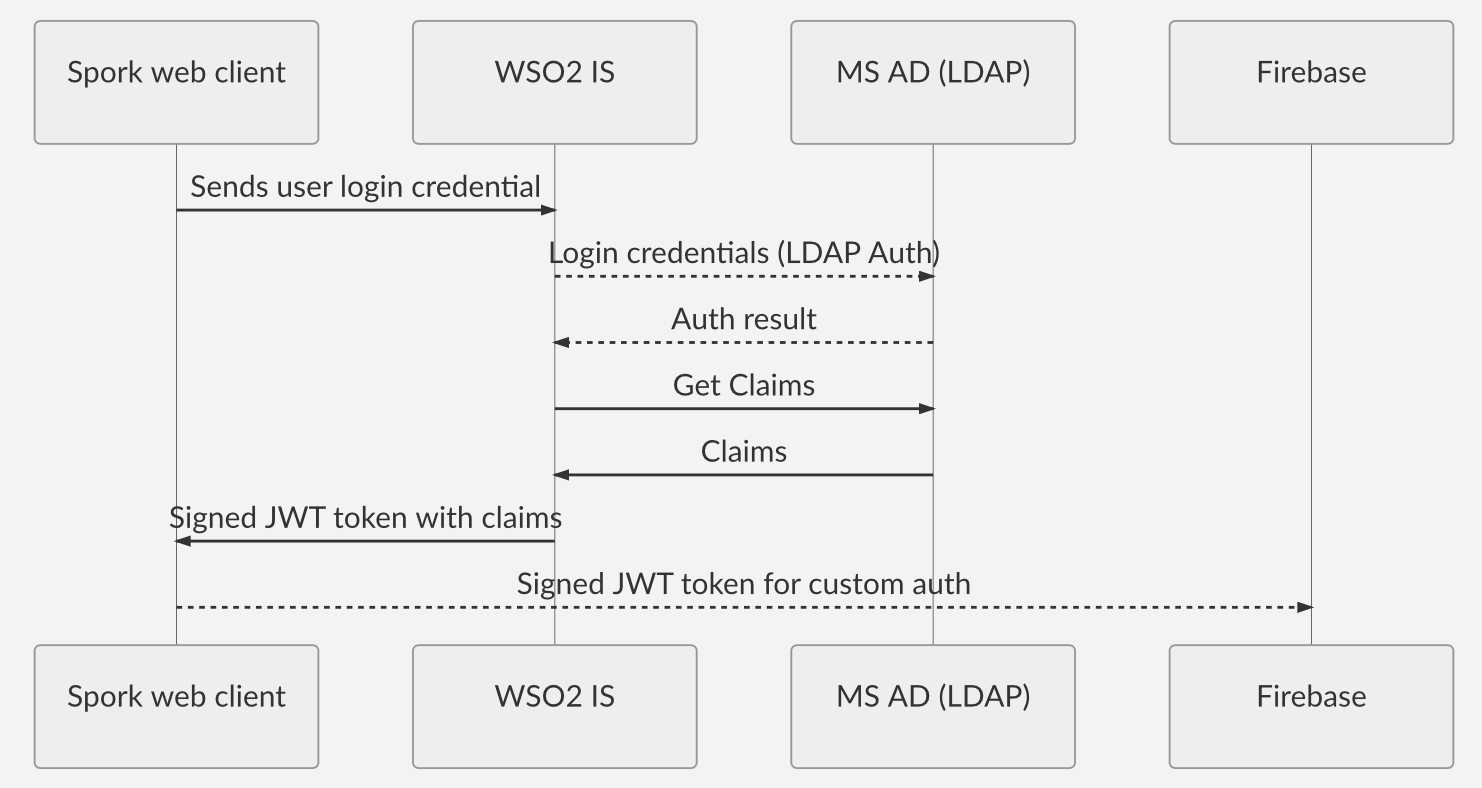 Spork web client
WSO2 IS
MS AD (LDAP)
Firebase
Sends user login credential
Login credentials (LDAP Auth)
Auth result
Get Claims
Claims
Signed JWT token with claims
Signed JWT token for custom auth
Spork web client
WSO2 IS
MS AD (LDAP)
Firebase